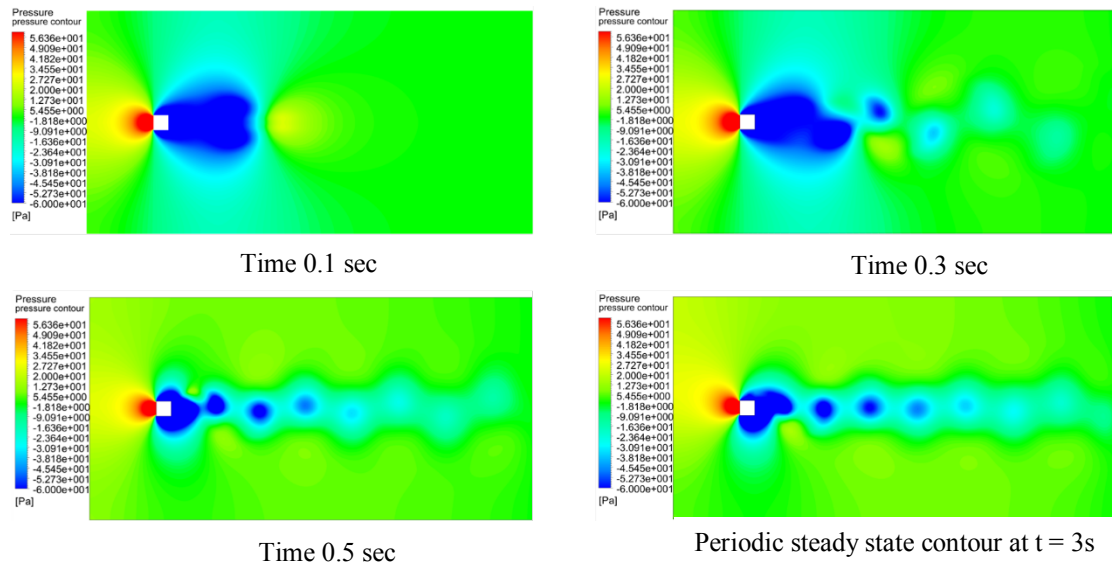 Pressure
pressure contour
5.636e+001
4.909e+001
4.182e+001
3.455e+001
2.727e+001
2.000e+001
1.273e+001
5.455e+000
-1.818e+000
-9.091e+000
-1.636e+001
-2.364e+001
-3.091e+001
-3.818e+001
-4.545e+001
-5.273e+001
-6.000e+001
[Pa]
Time 0.1 sec
Pressure
pressure contour
5.636e+001
4.909e+001
4.182e+001
3.455e+001
2.727e+001
2.000e+001
1.273e+001
5.455e+000
-1.818e+000
-9.091e+000
-1.636e+001
-2.364e+001
-3.091e+001
-3.818e+001
-4.545e+001
-5.273e+001
-6.000e+001
[Pa]
Time 0.3 sec
Pressure
pressure contour
5.636e+001
4.909e+001
4.182e+001
3.455e+001
2.727e+001
2.000e+001
1.273e+001
5.455e+000
-1.818e+000
-9.091e+000
-1.636e+001
-2.364e+001
-3.091e+001
-3.818e+001
-4.545e+001
-5.273e+001
-6.000e+001
[Pa]
Time 0.5 sec
Pressure
pressure contour
5.636e+001
4.909e+001
4.182e+001
3.455e+001
2.727e+001
2.000e+001
1.273e+001
5.455e+000
-1.818e+000
-9.091e+000
-1.636e+001
-2.364e+001
-3.091e+001
-3.818e+001
-4.545e+001
-5.273e+001
-6.000e+001
[Pa]
Periodic steady state contour at t = 3s